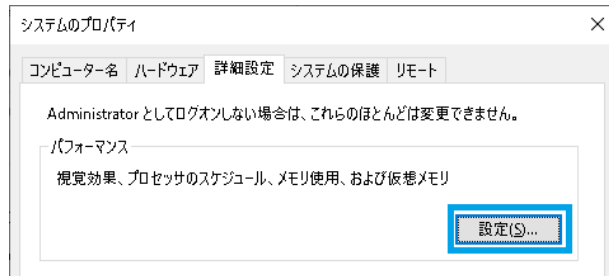 システムのプロパティ
コンピューター名 ハードウェア 詳細設定 システムの保護 リモート
Administrator としてログオンしない場合は、これらのほとんどは変更できません。
パフォーマンス
視覚効果、プロセッサのスケジュール、メモリ使用、および仮想メモリ
設定(S)...